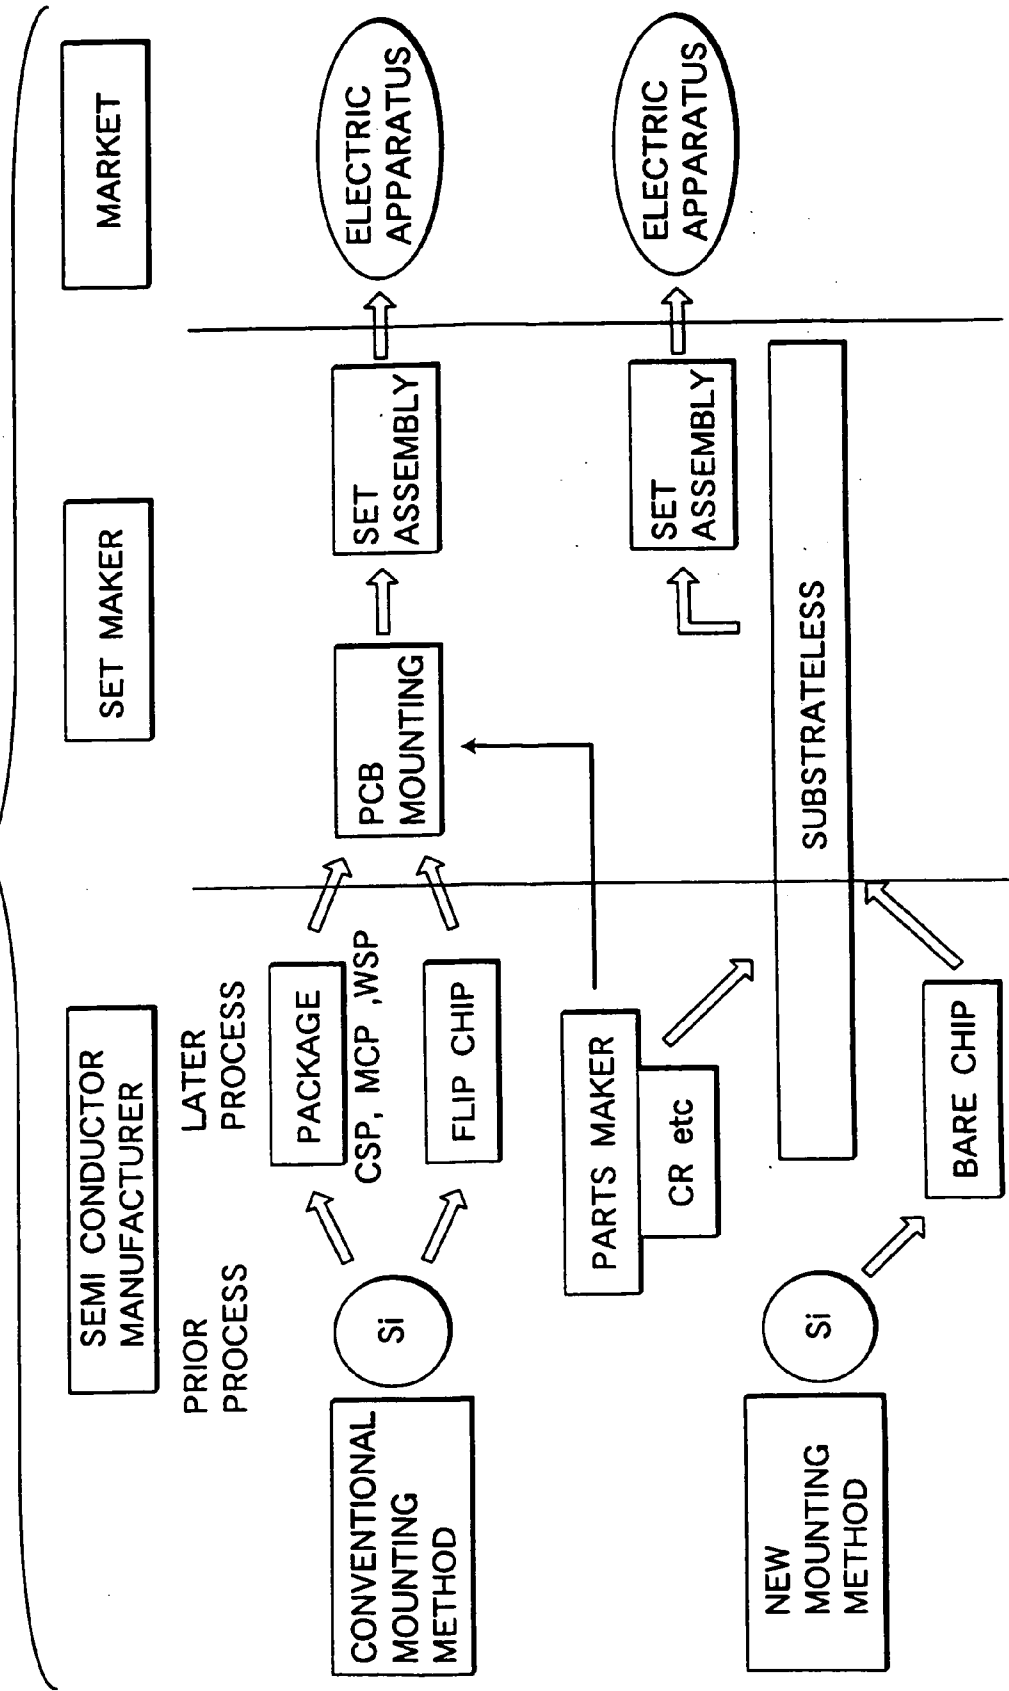 SEMI CONDUCTOR
MANUFACTURER
SET MAKER
MARKET
PRIOR
PROCESS
LATER
PROCESS
CONVENTIONAL
MOUNTING
METHOD
Si
PACKAGE
CSP, MCP ,WSP
FLIP CHIP
PCB
MOUNTING
SET
ASSEMBLY
ELECTRIC
APPARATUS
PARTS MAKER
CR etc
NEW
MOUNTING
METHOD
Si
BARE CHIP
SUBSTRATELESS
SET
ASSEMBLY
ELECTRIC
APPARATUS